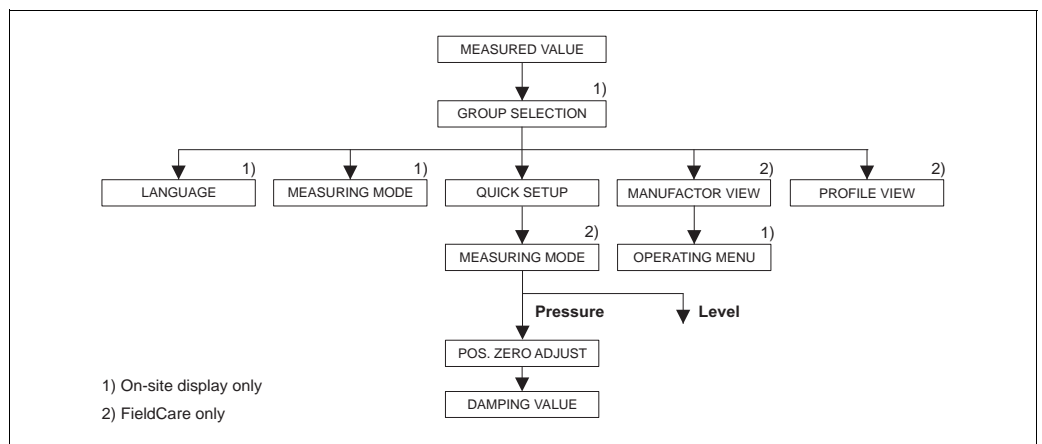 MEASURED VALUE
1)
GROUP SELECTION
1)
1)
2)
2)
LANGUAGE
MEASURING MODE
QUICK SETUP
MANUFACTOR VIEW
PROFILE VIEW
2)
1)
MEASURING MODE
OPERATING MENU
Pressure
Level
POS. ZERO ADJUST
1) On-site display only
DAMPING VALUE
2) FieldCare only